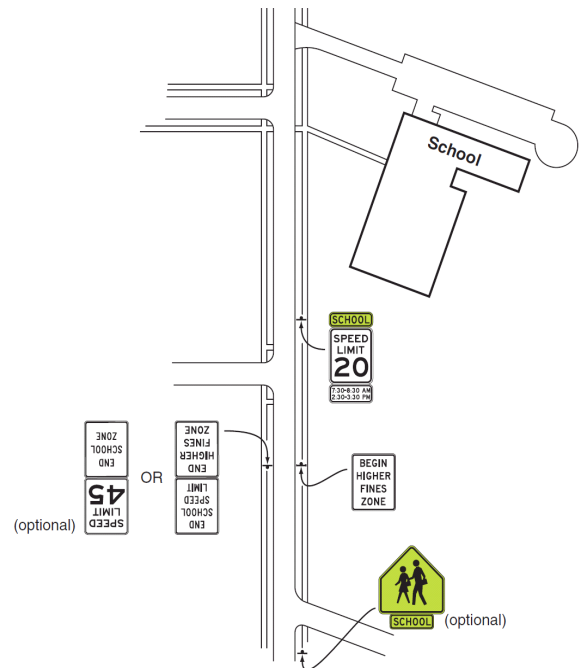 School
SCHOOL
SPEED
LIMIT
20
7:30-8:30 AM
2:30-3:30 PM
SPEED
LIMIT
45
END
SCHOOL
ZONE
(optional)
OR
END
SCHOOL
SPEED
LIMIT
END
HIGHER
FINES
ZONE
BEGIN
HIGHER
FINES
ZONE
SCHOOL
(optional)